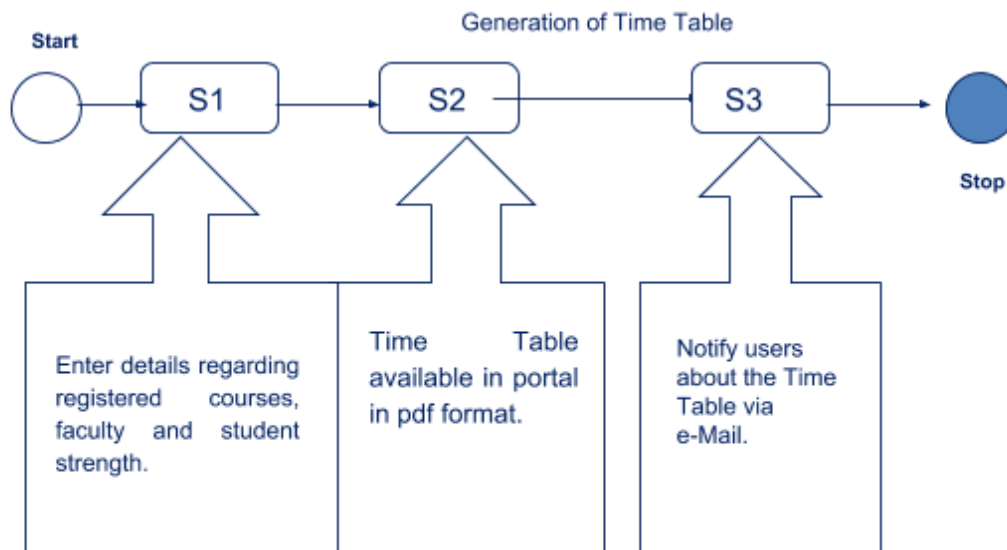 Generation of Time Table
Start
S1
S2
S3
Stop
Enter details regarding
registered courses,
faculty and student
strength.
Time Table
available in portal
in pdf format.
Notify users
about the Time
Table via
e-Mail.